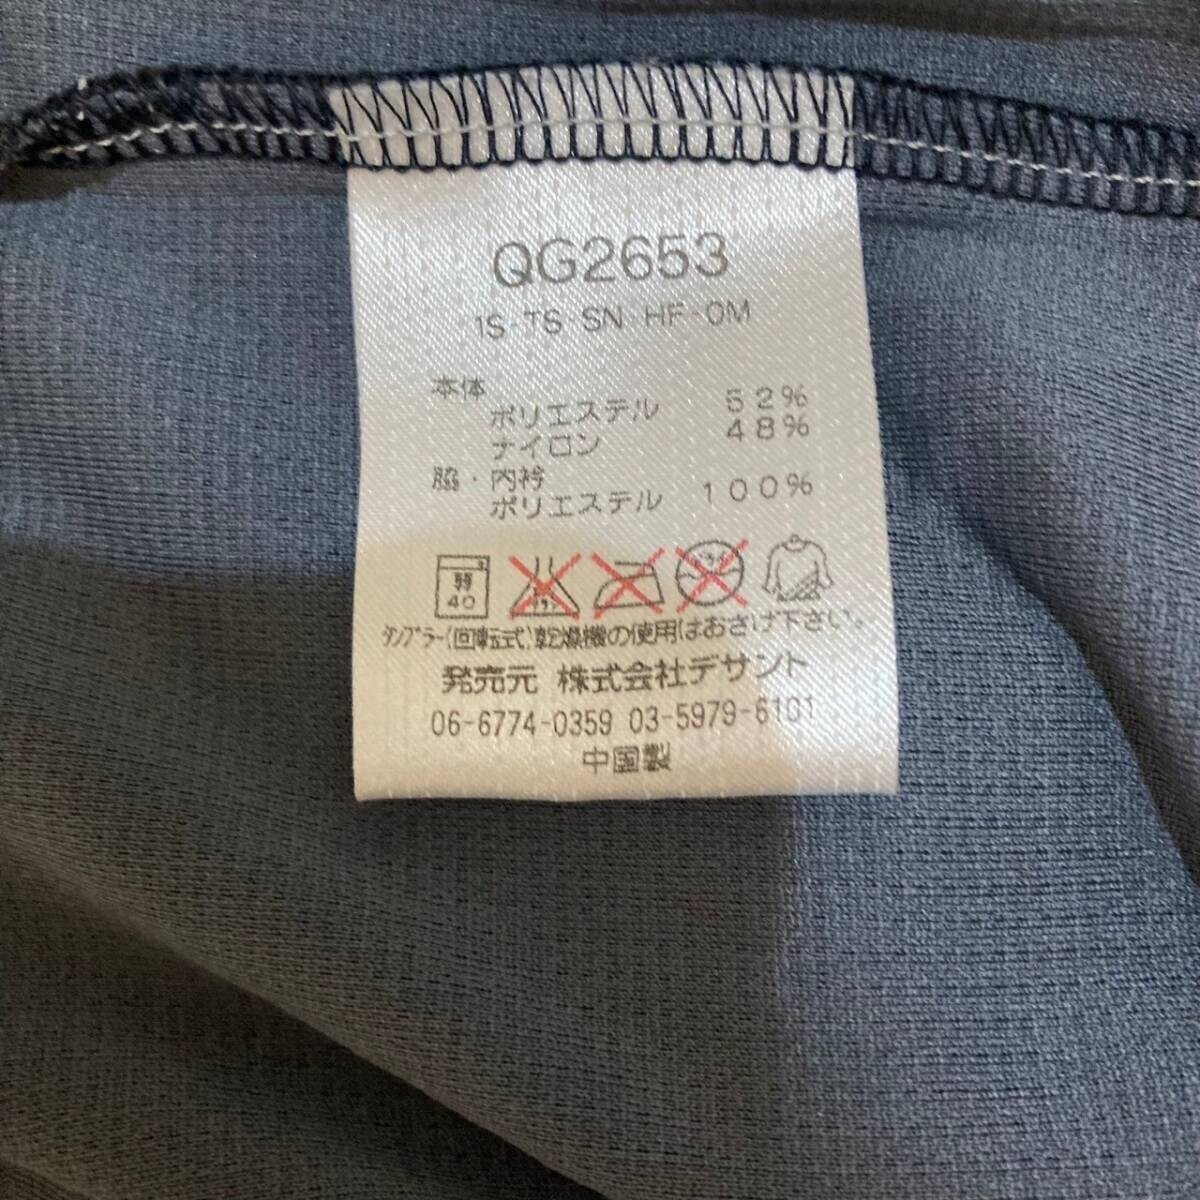 QG2653
1S-TS-SN-HF-OM
本体
ポリエステル 52%
ナイロン 48%
脇・内衿
ポリエステル 100%
弱
40
タンブラー(回転式)乾燥機の使用はおさけ下さい。
発売元 株式会社デサント
06-6774-0359 03-5979-6101
中国製